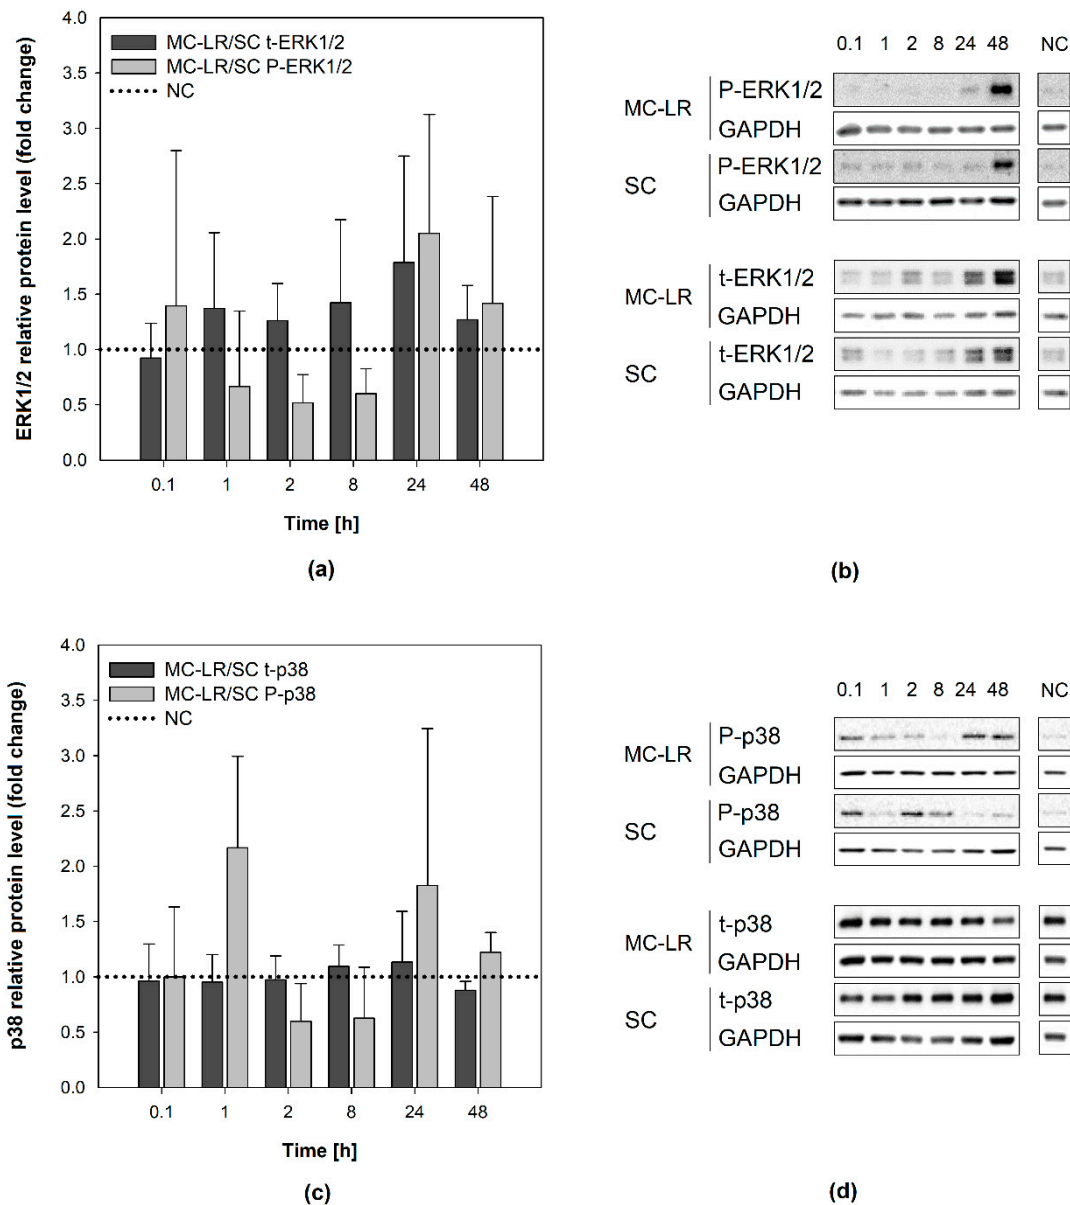 ERK1/2 relative protein level (fold change)
4.0
3.5
3.0
2.5
2.0
1.5
1.0
0.5
0.0
MC-LR/SC t-ERK1/2
MC-LR/SC P-ERK1/2
NC
0.1 1 2 8 24 48
Time [h]
(a)
0.1 1 2 8 24 48 NC
MC-LR
P-ERK1/2
GAPDH
SC
P-ERK1/2
GAPDH
MC-LR
t-ERK1/2
GAPDH
SC
t-ERK1/2
GAPDH
(b)
p38 relative protein level (fold change)
4.0
3.5
3.0
2.5
2.0
1.5
1.0
0.5
0.0
MC-LR/SC t-p38
MC-LR/SC P-p38
NC
0.1 1 2 8 24 48
Time [h]
(c)
0.1 1 2 8 24 48 NC
MC-LR
P-p38
GAPDH
SC
P-p38
GAPDH
MC-LR
t-p38
GAPDH
SC
t-p38
GAPDH
(d)